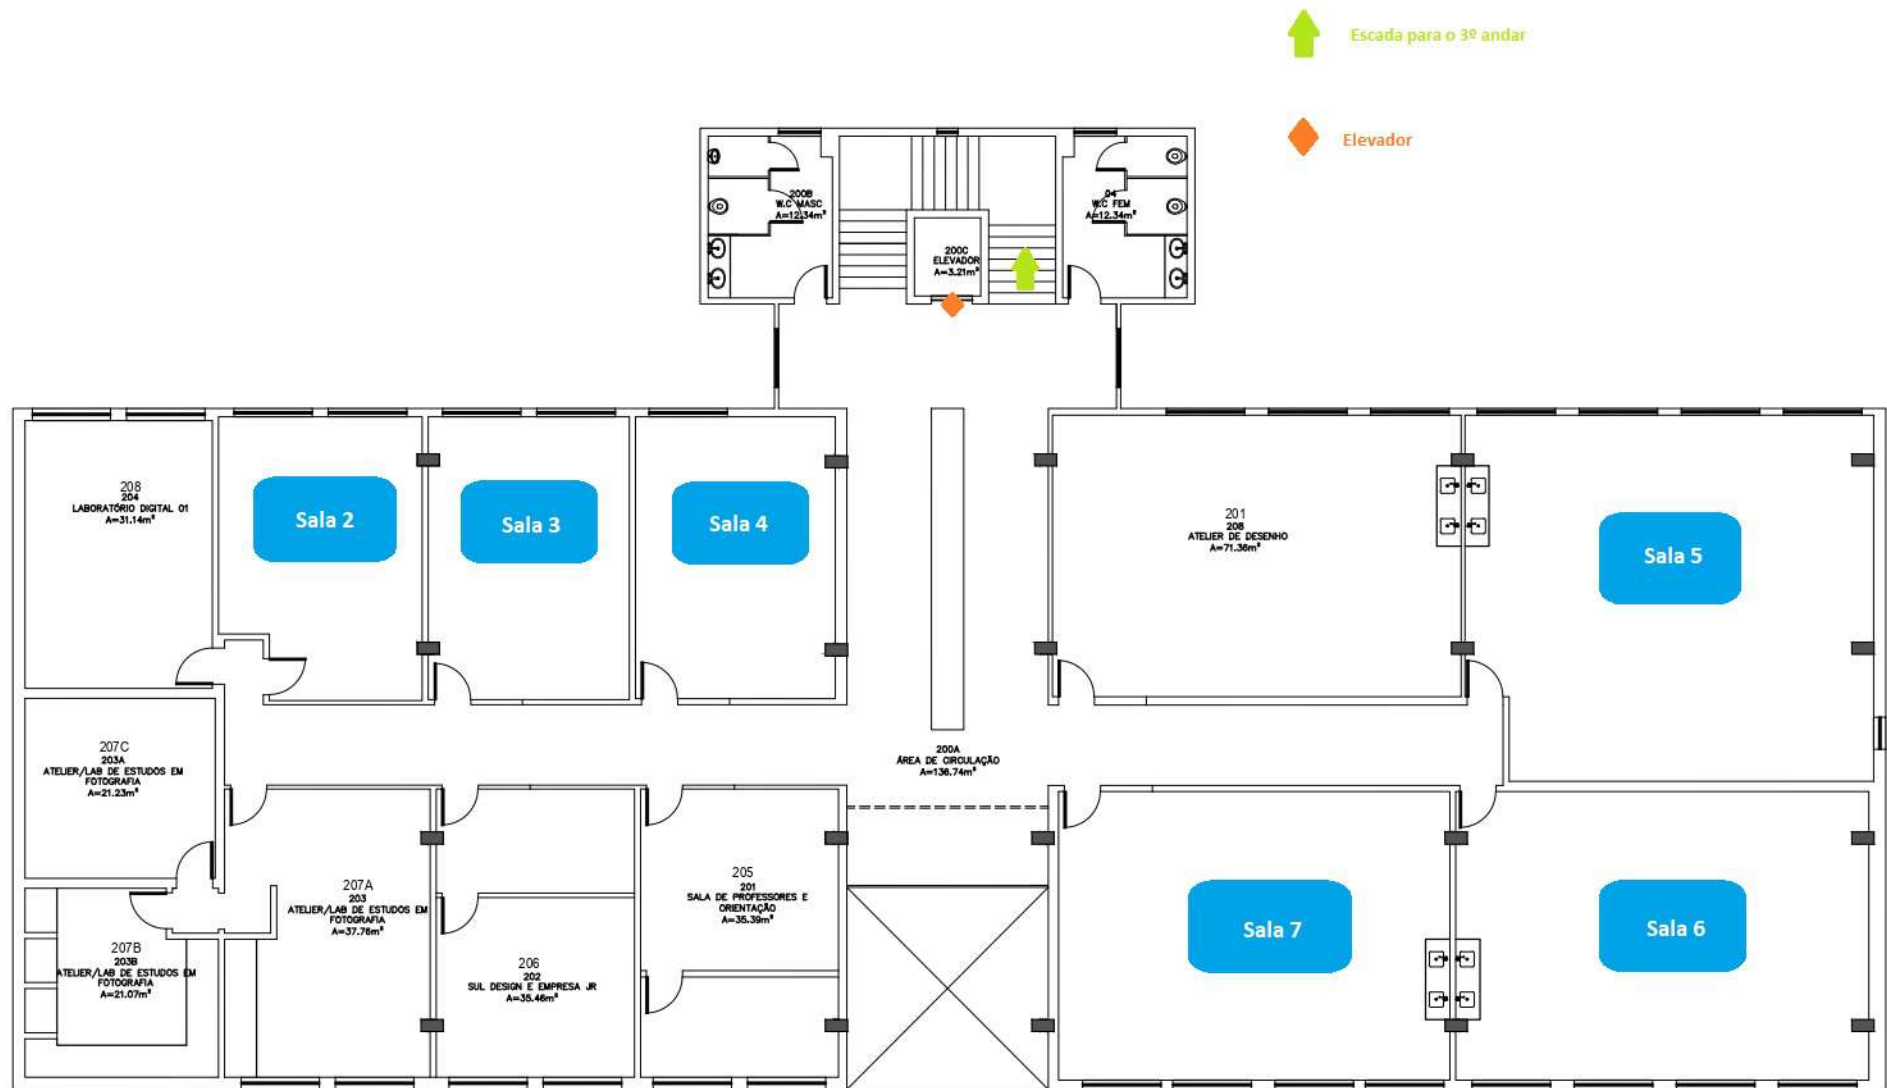 Escada para o 3º andar
Elevador
200B
W.C MASC
A=12.34m²
04
W.C FEM
A=12.34m²
200C
ELEVADOR
A=3.21m²
208
204
LABORATÓRIO DIGITAL 01
A=31.14m²
Sala 2
Sala 3
Sala 4
201
208
ATELIER DE DESENHO
A=71.36m²
Sala 5
207C
203A
ATELIER/LAB DE ESTUDOS EM
FOTOGRAFIA
A=21.23m²
200A
ÁREA DE CIRCULAÇÃO
A=136.74m²
207A
203
ATELIER/LAB DE ESTUDOS EM
FOTOGRAFIA
A=37.76m²
205
201
SALA DE PROFESSORES E
ORIENTAÇÃO
A=35.39m²
207B
203B
ATELIER/LAB DE ESTUDOS EM
FOTOGRAFIA
A=21.07m²
206
202
SUL DESIGN E EMPRESA JR
A=35.46m²
Sala 7
Sala 6